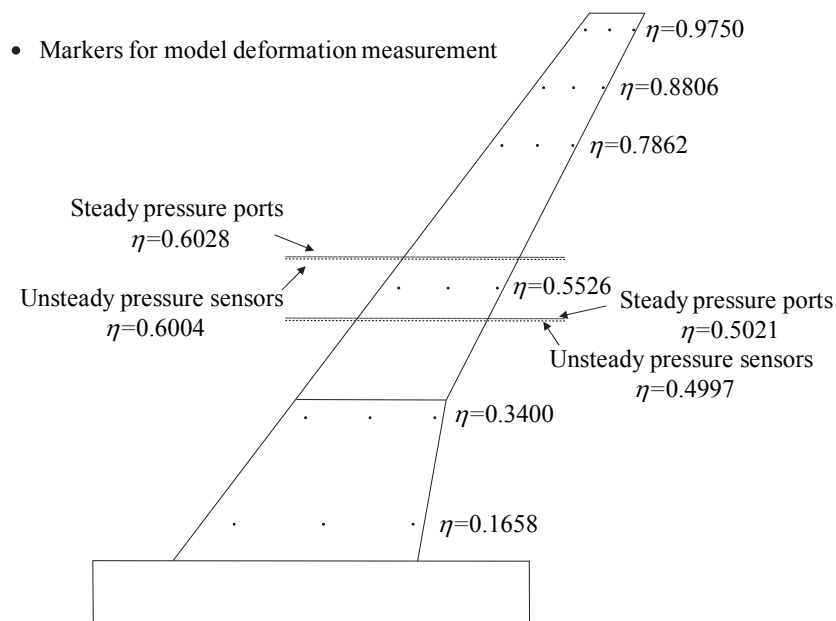 • Markers for model deformation measurement
η=0.9750
η=0.8806
η=0.7862
Steady pressure ports
η=0.6028
Unsteady pressure sensors
η=0.6004
η=0.5526
Steady pressure ports
η=0.5021
Unsteady pressure sensors
η=0.4997
η=0.3400
η=0.1658